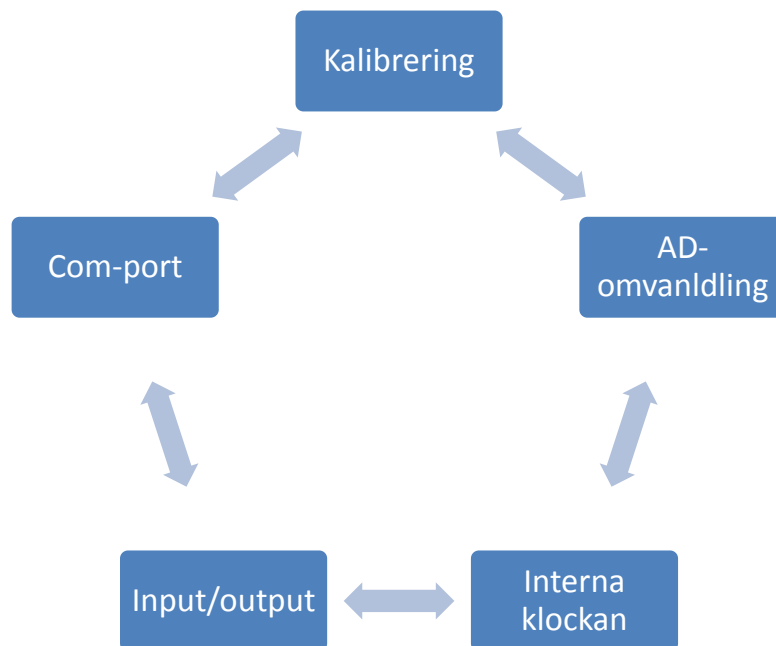 Kalibrering
Com-port
AD-
omvanldling
Input/output
Interna
klockan